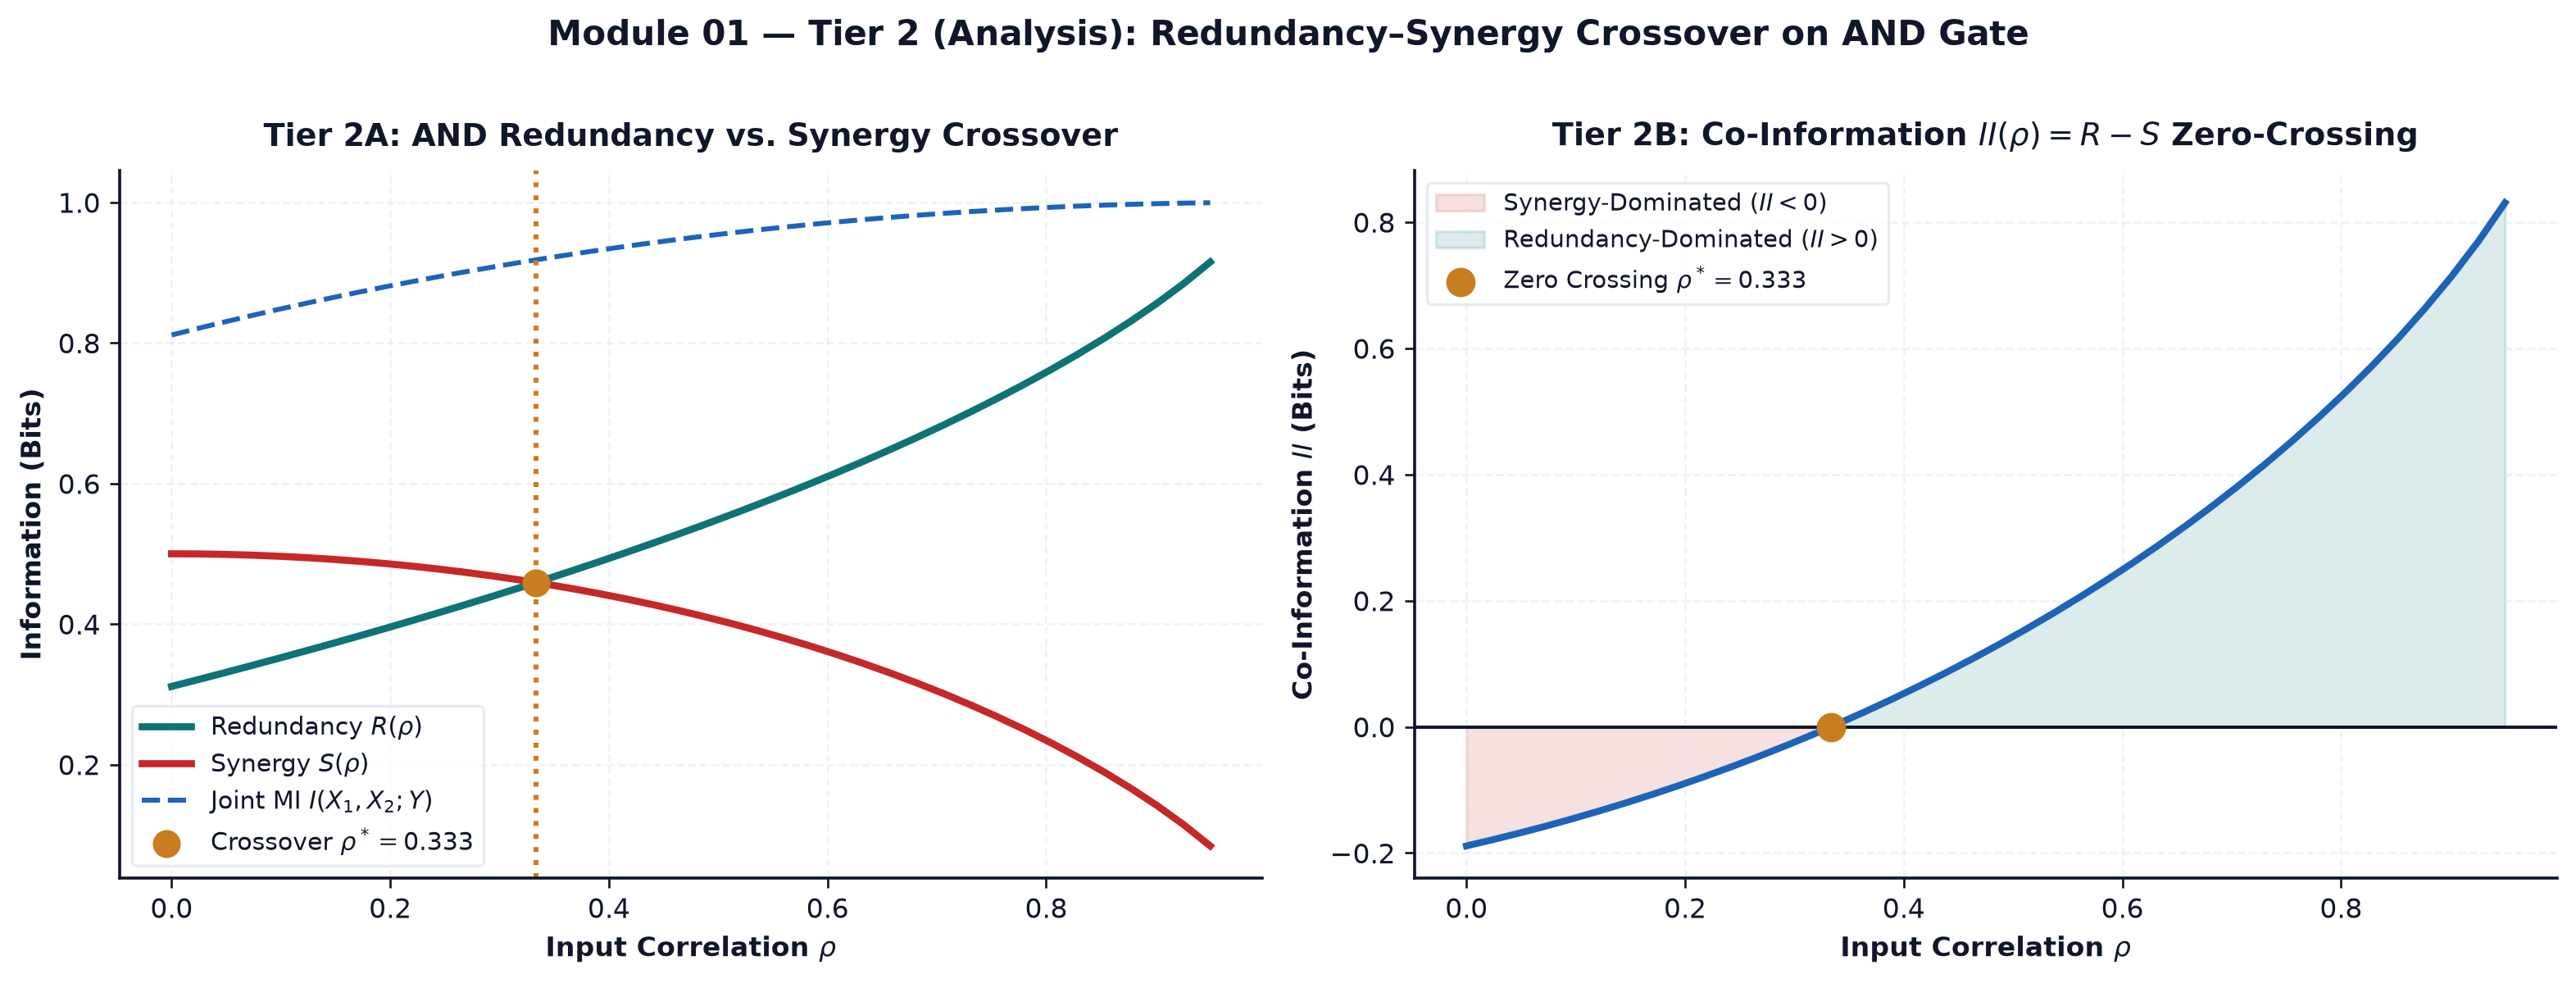 Module 01 — Tier 2 (Analysis): Redundancy–Synergy Crossover on AND Gate
Tier 2A: AND Redundancy vs. Synergy Crossover
Information (Bits)
1.0
0.8
0.6
0.4
0.2
Redundancy R(ρ)
Synergy S(ρ)
Joint MI I(X₁, X₂; Y)
Crossover ρ* = 0.333
0.0 0.2 0.4 0.6 0.8
Input Correlation ρ
Tier 2B: Co-Information II(ρ) = R − S Zero-Crossing
Co-Information II (Bits)
Synergy-Dominated (II < 0)
Redundancy-Dominated (II > 0)
Zero Crossing ρ* = 0.333
0.8
0.6
0.4
0.2
0.0
−0.2
0.0 0.2 0.4 0.6 0.8
Input Correlation ρ